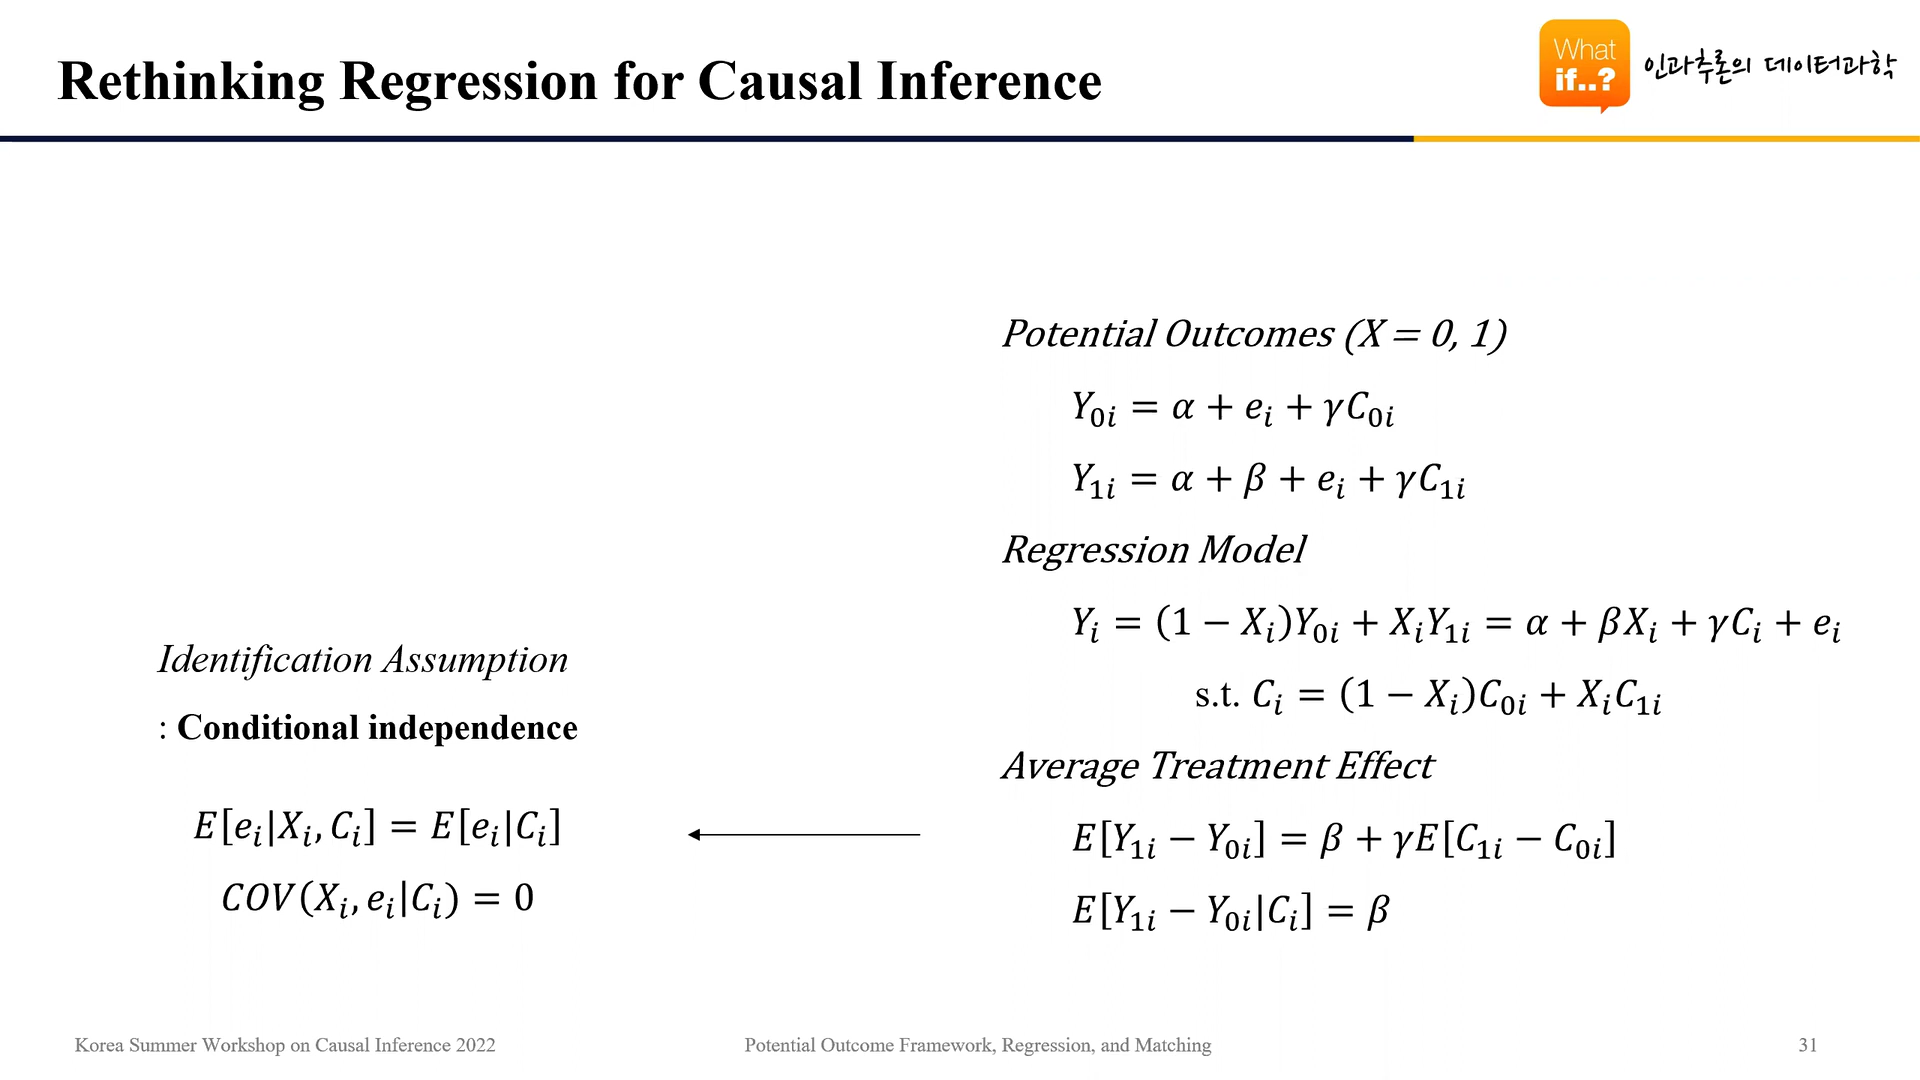 Rethinking Regression for Causal Inference
What
if..?
인과추론의 데이터과학
Potential Outcomes (X = 0, 1)
Y₀ᵢ = α + eᵢ + γC₀ᵢ
Y₁ᵢ = α + β + eᵢ + γC₁ᵢ
Regression Model
Yᵢ = (1 − Xᵢ)Y₀ᵢ + XᵢY₁ᵢ = α + βXᵢ + γCᵢ + eᵢ
s.t. Cᵢ = (1 − Xᵢ)C₀ᵢ + XᵢC₁ᵢ
Average Treatment Effect
E[Y₁ᵢ − Y₀ᵢ] = β + γE[C₁ᵢ − C₀ᵢ]
E[Y₁ᵢ − Y₀ᵢ|Cᵢ] = β
Identification Assumption
: Conditional independence
E[eᵢ|Xᵢ, Cᵢ] = E[eᵢ|Cᵢ]
COV(Xᵢ, eᵢ|Cᵢ) = 0
Korea Summer Workshop on Causal Inference 2022
Potential Outcome Framework, Regression, and Matching
31